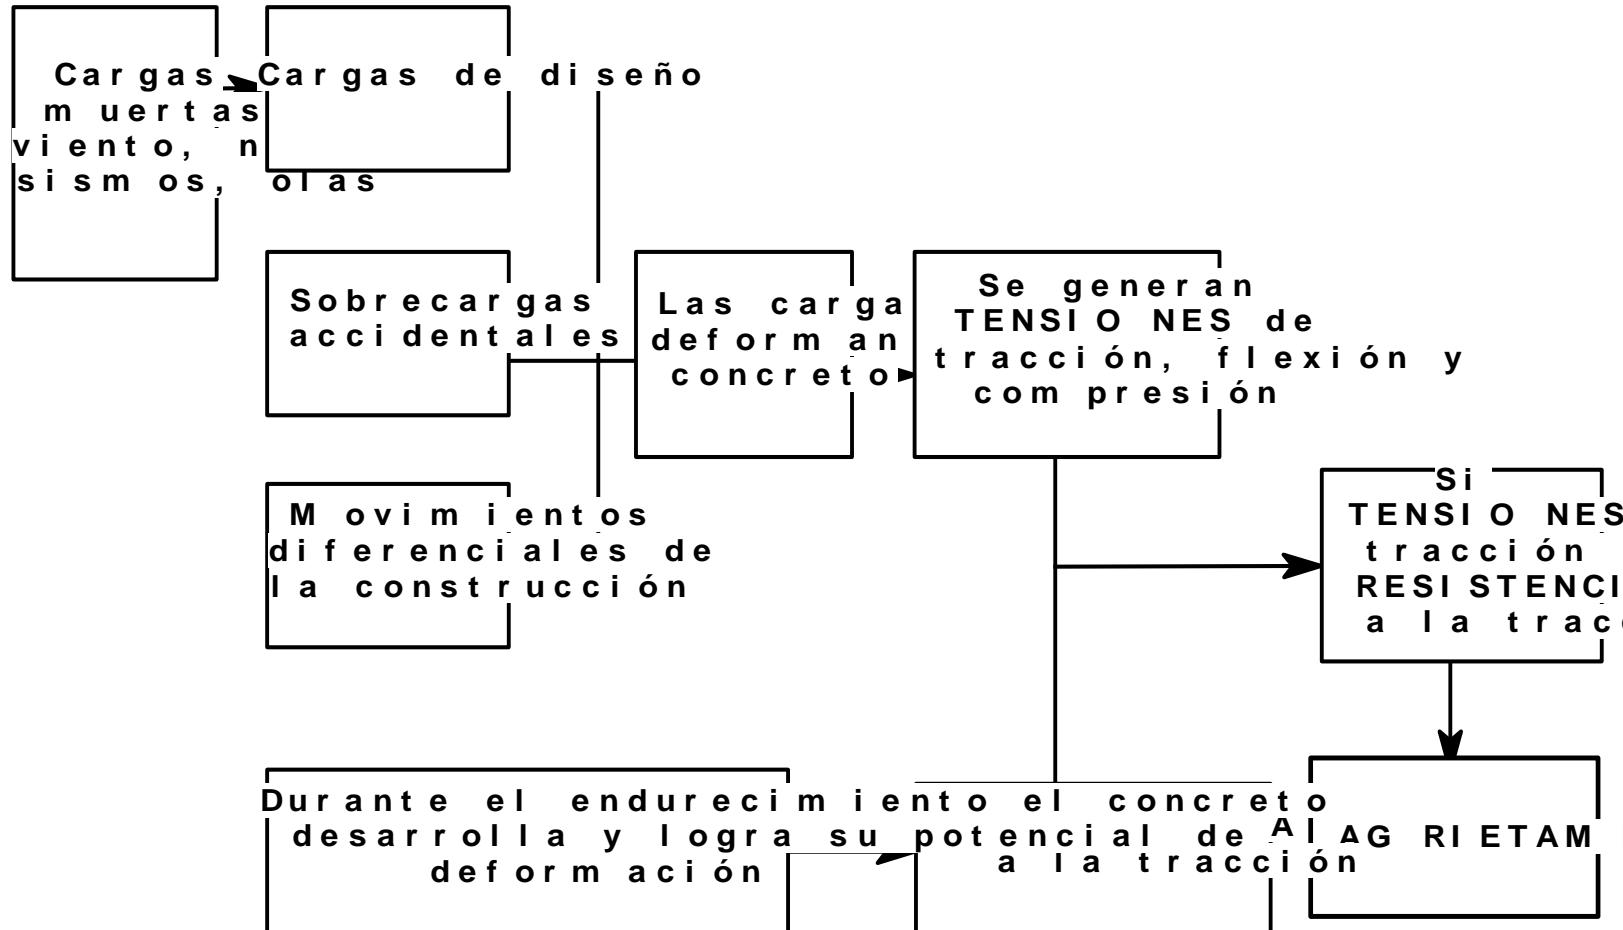 Cargas
muertas
viento, n
sismos, olas
Cargas de diseño
Sobrecargas
accidentales
Las carga
deforman
concreto
Se generan
TENSIONES de
tracción, flexión y
compresión
Movimientos
diferenciales de
la construcción
Si
TENSIONES
tracción
RESISTENCI
a la trac
Durante el endurecimiento el concreto
desarrolla y logra su potencial de
deformación
Al
a la tracción
AGRIETAM